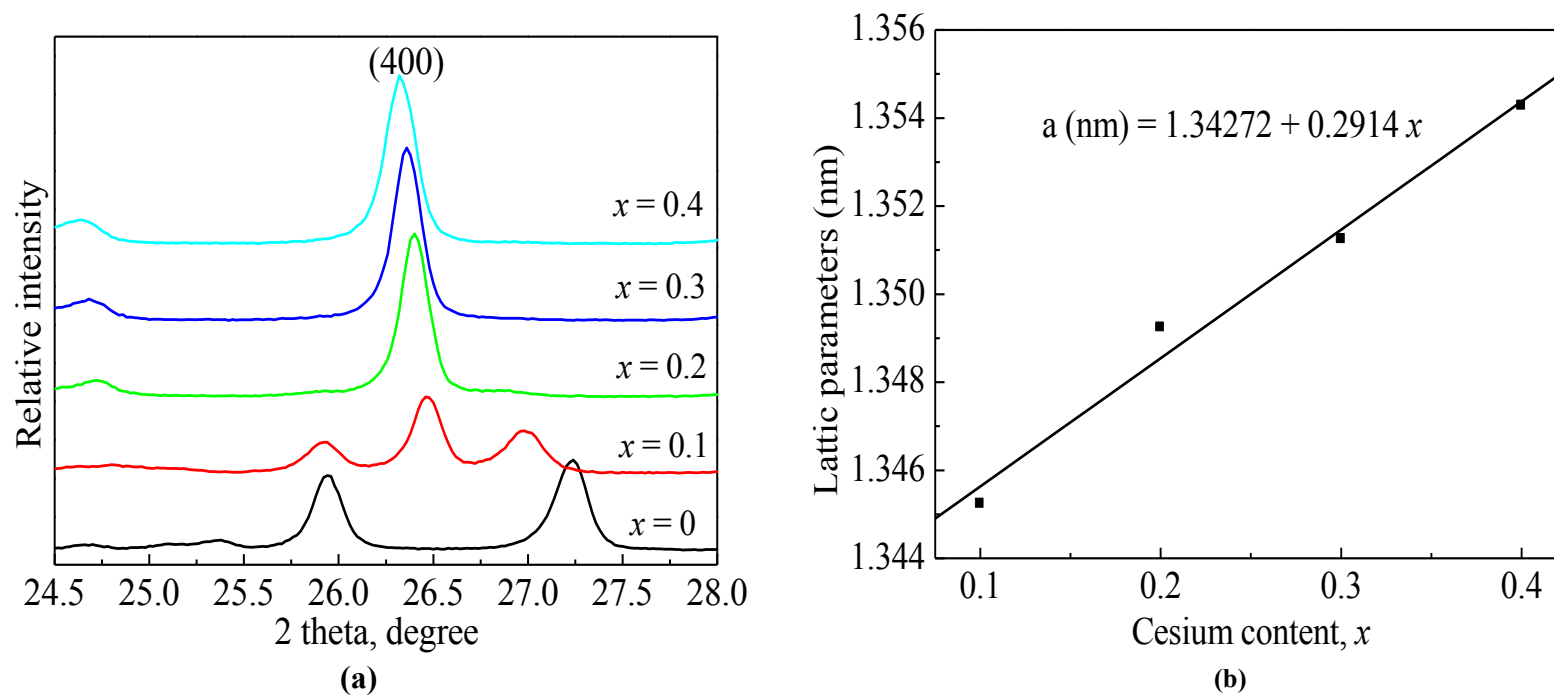 (400)
x = 0.4
x = 0.3
x = 0.2
x = 0.1
x = 0
Relative intensity
24.5 25.0 25.5 26.0 26.5 27.0 27.5 28.0
2 theta, degree
(a)
1.356
1.354
1.352
1.350
1.348
1.346
1.344
a (nm) = 1.34272 + 0.2914 x
Lattic parameters (nm)
0.1 0.2 0.3 0.4
Cesium content, x
(b)